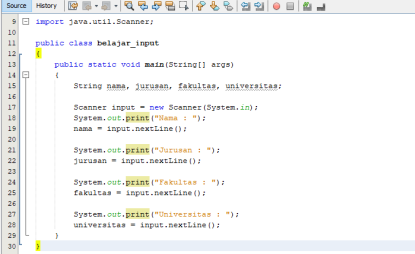 Source History
9 import java.util.Scanner;
10
11 public class belajar_input
12 {
13 public static void main(String[] args)
14 {
15 String nama, jurusan, fakultas, universitas;
16
17 Scanner input = new Scanner(System.in);
18 System.out.print("Nama : ");
19 nama = input.nextLine();
20
21 System.out.print("Jurusan : ");
22 jurusan = input.nextLine();
23
24 System.out.print("Fakultas : ");
25 fakultas = input.nextLine();
26
27 System.out.print("Universitas : ");
28 universitas = input.nextLine();
29 }
30 }